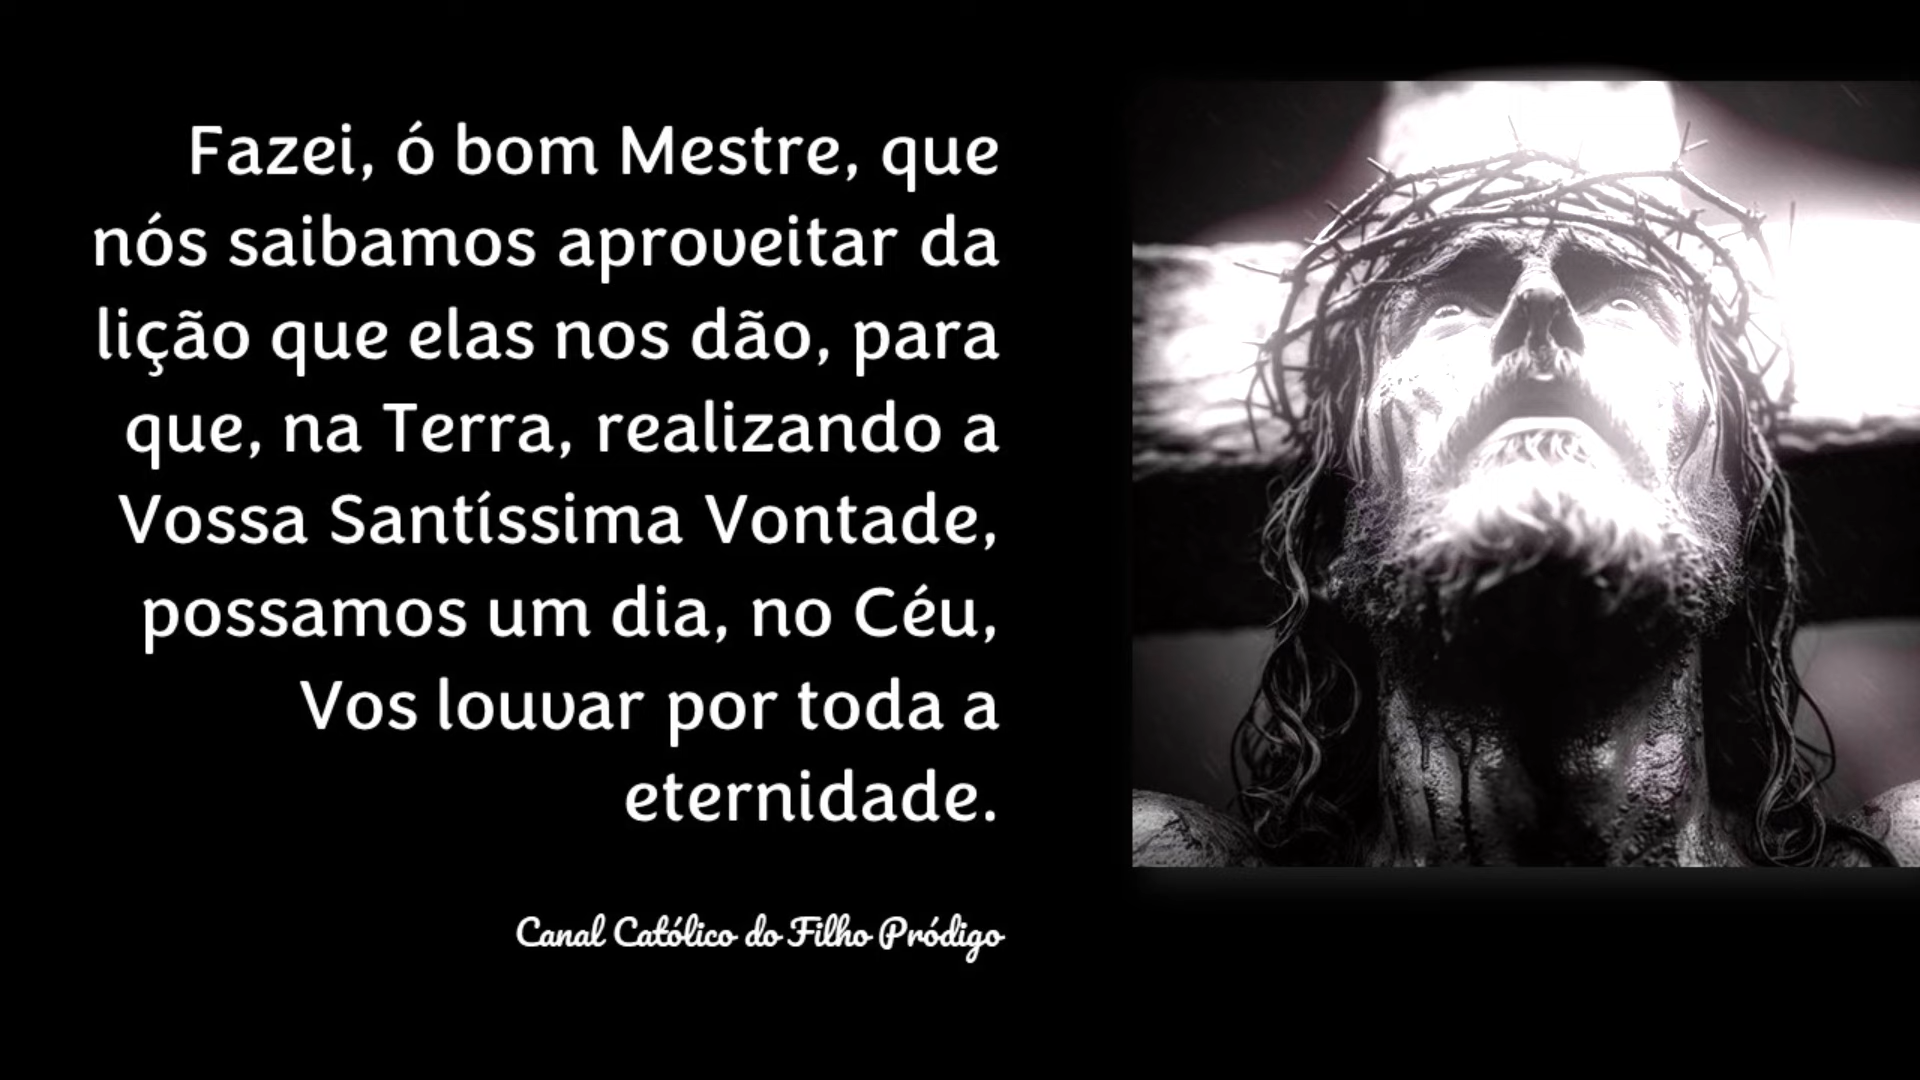 Fazei, ó bom Mestre, que
nós saibamos aproveitar da
lição que elas nos dão, para
que, na Terra, realizando a
Vossa Santíssima Vontade,
possamos um dia, no Céu,
Vos louvar por toda a
eternidade.
Canal Católico do Filho Pródigo